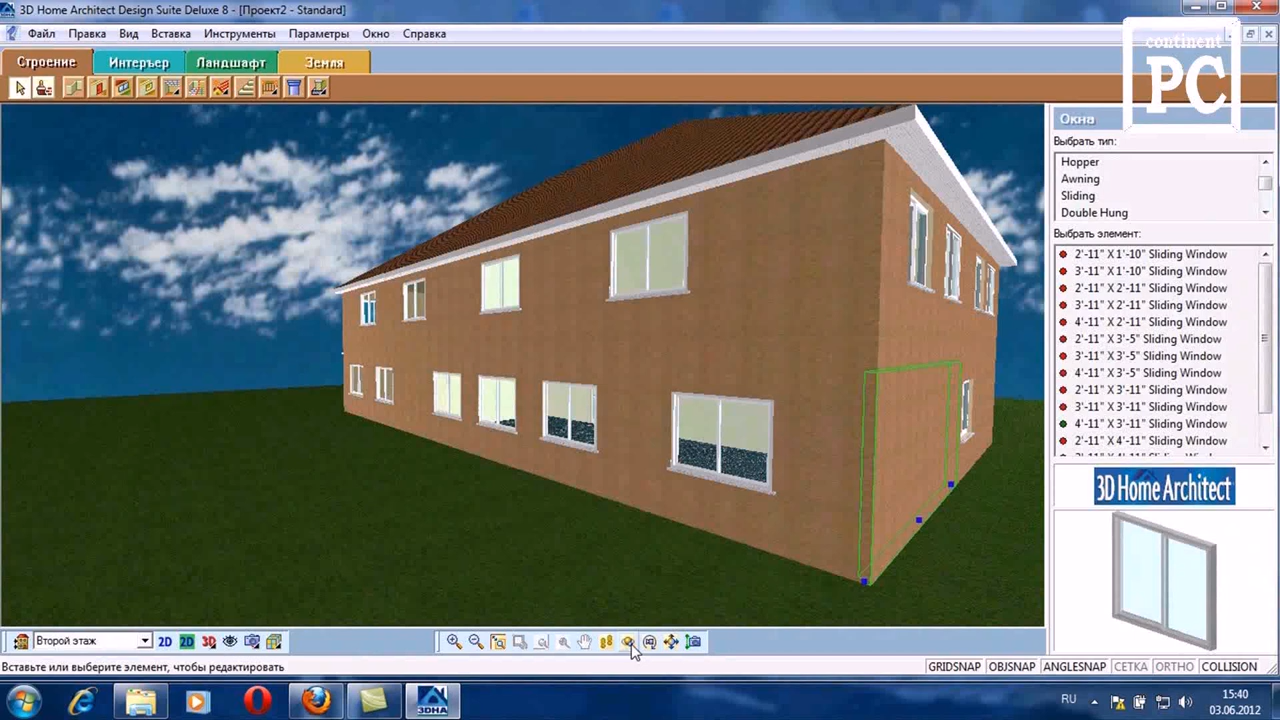 3D Home Architect Design Suite Deluxe 8 - [Проект2 - Standard]
Файл Правка Вид Вставка Инструменты Параметры Окно Справка
continent
PC
Строение Интерьер Ландшафт Земля
Окна
Выбрать тип:
Hopper
Awning
Sliding
Double Hung
Выбрать элемент:
2'-11" X 1'-10" Sliding Window
3'-11" X 1'-10" Sliding Window
2'-11" X 2'-11" Sliding Window
3'-11" X 2'-11" Sliding Window
4'-11" X 2'-11" Sliding Window
2'-11" X 3'-5" Sliding Window
3'-11" X 3'-5" Sliding Window
4'-11" X 3'-5" Sliding Window
2'-11" X 3'-11" Sliding Window
3'-11" X 3'-11" Sliding Window
4'-11" X 3'-11" Sliding Window
2'-11" X 4'-11" Sliding Window
3D Home Architect
Второй этаж 2D 2D 3D
Вставьте или выберите элемент, чтобы редактировать
GRIDSNAP OBJSNAP ANGLESNAP СЕТКА ORTHO COLLISION
3DHA
RU
15:40
03.06.2012